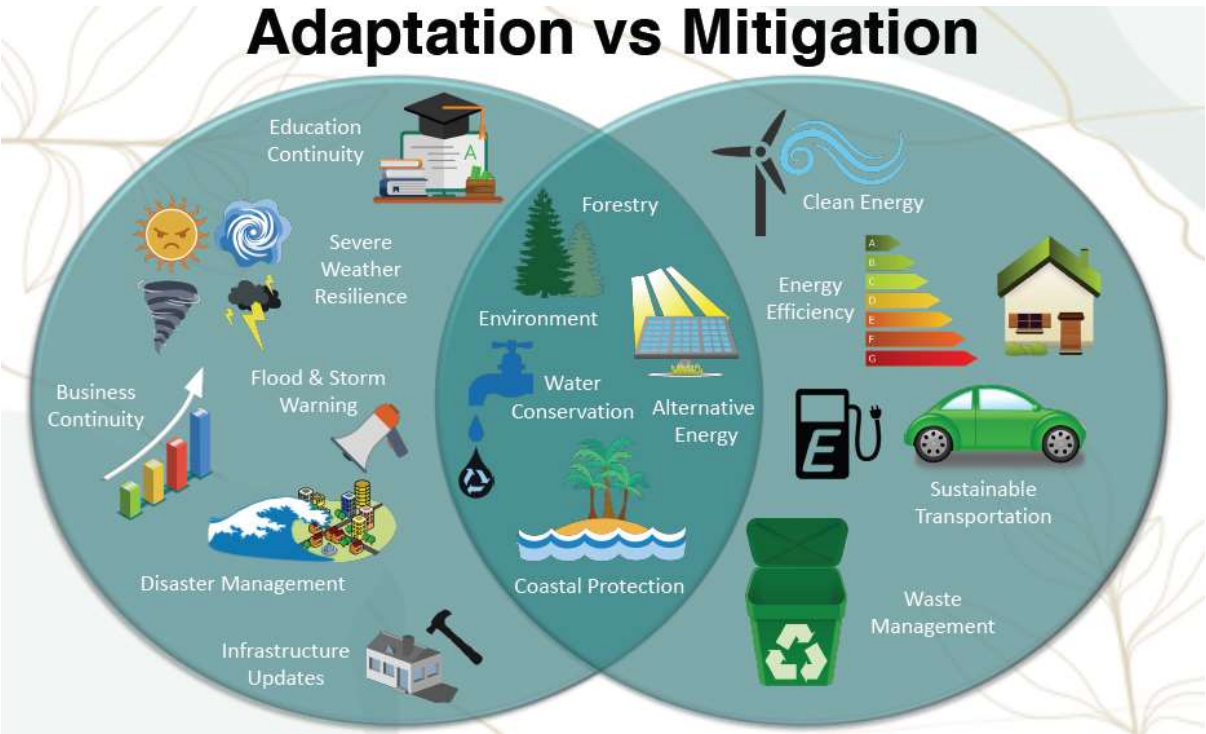 Adaptation vs Mitigation
Education
Continuity
A
Severe
Weather
Resilience
Business
Continuity
Flood & Storm
Warning
Disaster Management
Infrastructure
Updates
Forestry
Environment
Water
Conservation
Alternative
Energy
Coastal Protection
Clean Energy
Energy
Efficiency
A
B
C
D
E
F
G
E
Sustainable
Transportation
Waste
Management